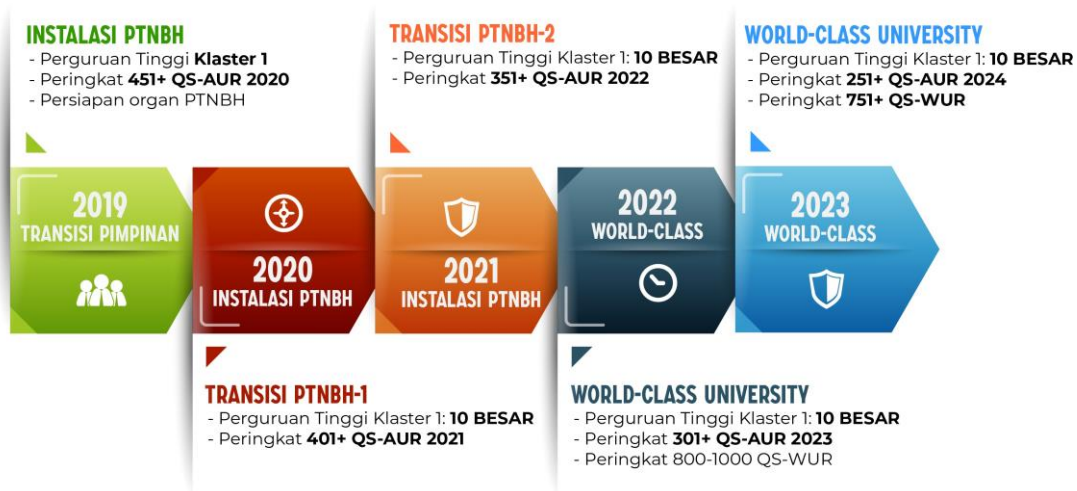 INSTALASI PTNBH
- Perguruan Tinggi Klaster 1
- Peringkat 451+ QS-AUR 2020
- Persiapan organ PTNBH
TRANSISI PTNBH-2
- Perguruan Tinggi Klaster 1: 10 BESAR
- Peringkat 351+ QS-AUR 2022
WORLD-CLASS UNIVERSITY
- Perguruan Tinggi Klaster 1: 10 BESAR
- Peringkat 251+ QS-AUR 2024
- Peringkat 751+ QS-WUR
2019
TRANSISI PIMPINAN
2020
INSTALASI PTNBH
2021
INSTALASI PTNBH
2022
WORLD-CLASS
2023
WORLD-CLASS
TRANSISI PTNBH-1
- Perguruan Tinggi Klaster 1: 10 BESAR
- Peringkat 401+ QS-AUR 2021
WORLD-CLASS UNIVERSITY
- Perguruan Tinggi Klaster 1: 10 BESAR
- Peringkat 301+ QS-AUR 2023
- Peringkat 800-1000 QS-WUR